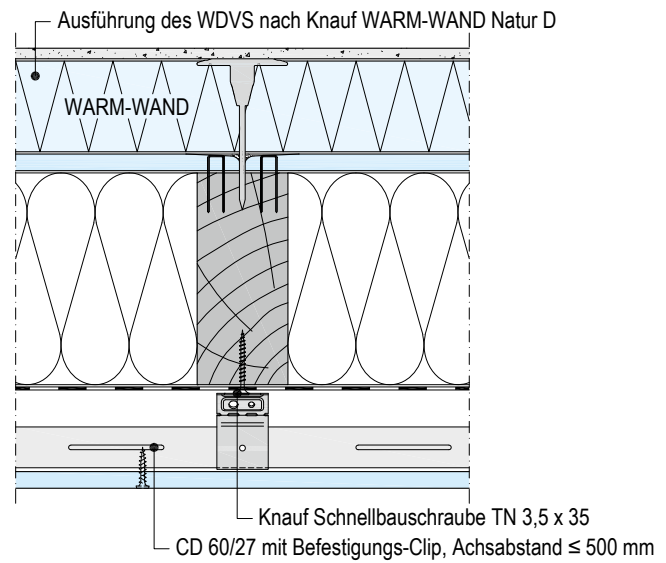 Ausführung des WDVS nach Knauf WARM-WAND Natur D
WARM-WAND
Knauf Schnellbauschraube TN 3,5 x 35
CD 60/27 mit Befestigungs-Clip, Achsabstand ≤ 500 mm